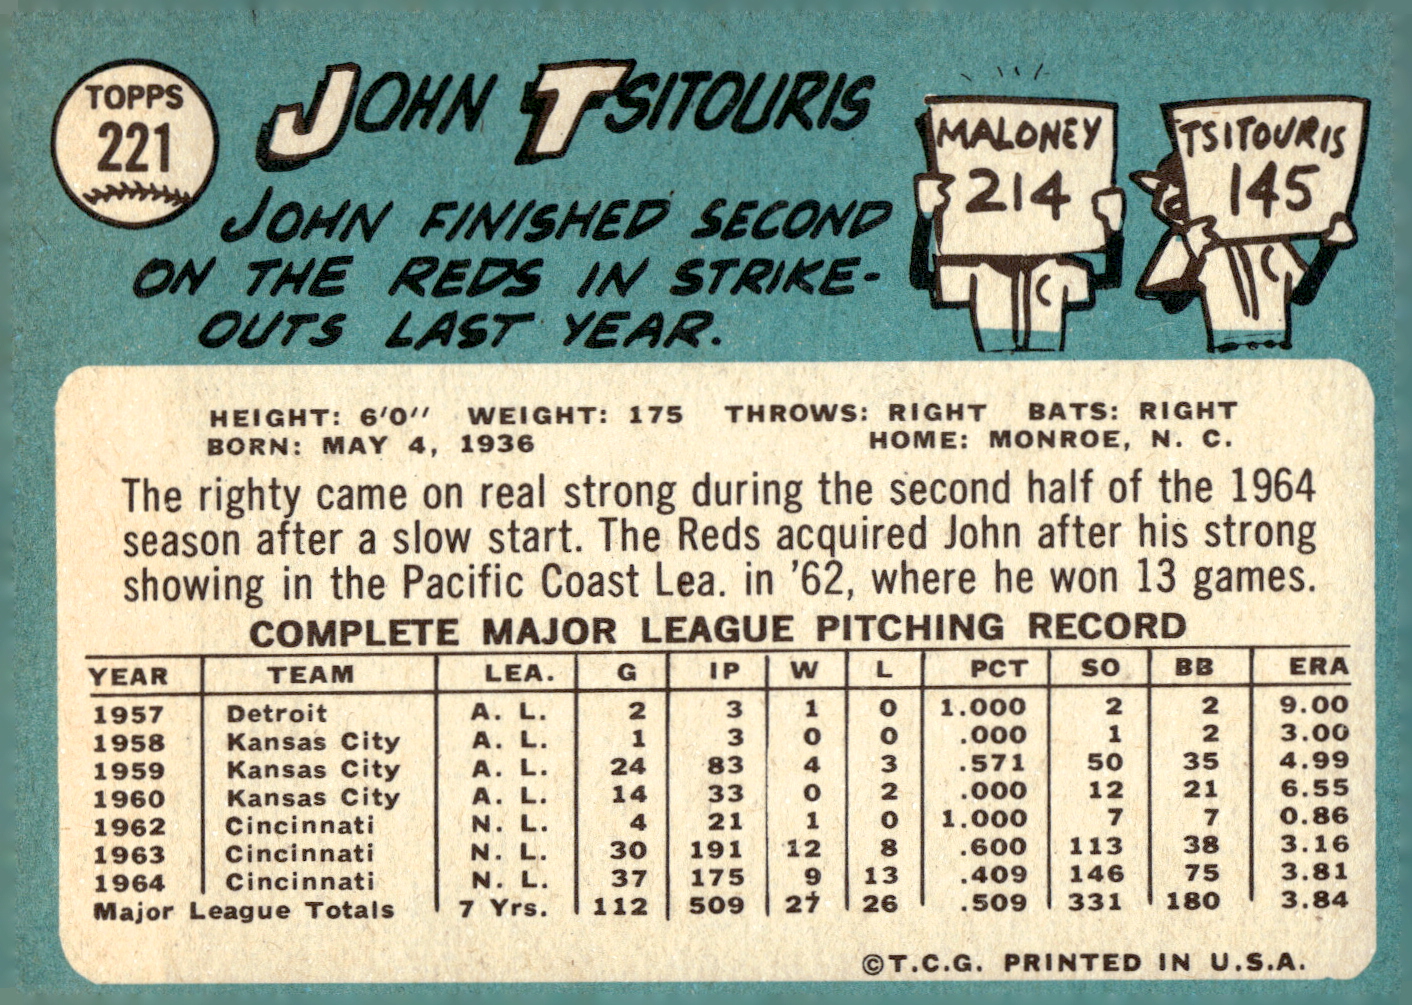 TOPPS
221
JOHN TSITOURIS
JOHN FINISHED SECOND
ON THE REDS IN STRIKE-
OUTS LAST YEAR.
MALONEY
214
TSITOURIS
145
C
C
HEIGHT: 6'0" WEIGHT: 175 THROWS: RIGHT BATS: RIGHT
BORN: MAY 4, 1936 HOME: MONROE, N. C.
The righty came on real strong during the second half of the 1964
season after a slow start. The Reds acquired John after his strong
showing in the Pacific Coast Lea. in '62, where he won 13 games.
COMPLETE MAJOR LEAGUE PITCHING RECORD
YEAR TEAM LEA. G IP W L PCT SO BB ERA
1957 Detroit A. L. 2 3 1 0 1.000 2 2 9.00
1958 Kansas City A. L. 1 3 0 0 .000 1 2 3.00
1959 Kansas City A. L. 24 83 4 3 .571 50 35 4.99
1960 Kansas City A. L. 14 33 0 2 .000 12 21 6.55
1962 Cincinnati N. L. 4 21 1 0 1.000 7 7 0.86
1963 Cincinnati N. L. 30 191 12 8 .600 113 38 3.16
1964 Cincinnati N. L. 37 175 9 13 .409 146 75 3.81
Major League Totals 7 Yrs. 112 509 27 26 .509 331 180 3.84
©T.C.G. PRINTED IN U.S.A.